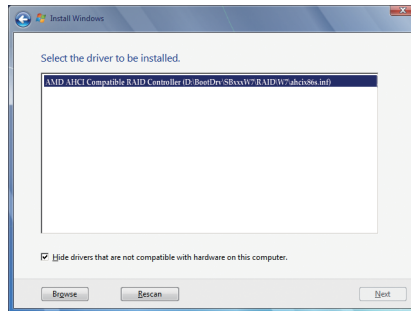 Install Windows
Select the driver to be installed.
AMD AHCI Compatible RAID Controller (D:\BootDrv\SBxxxW7\RAID\W7\ahcix86s.inf)
Hide drivers that are not compatible with hardware on this computer.
Browse
Rescan
Next